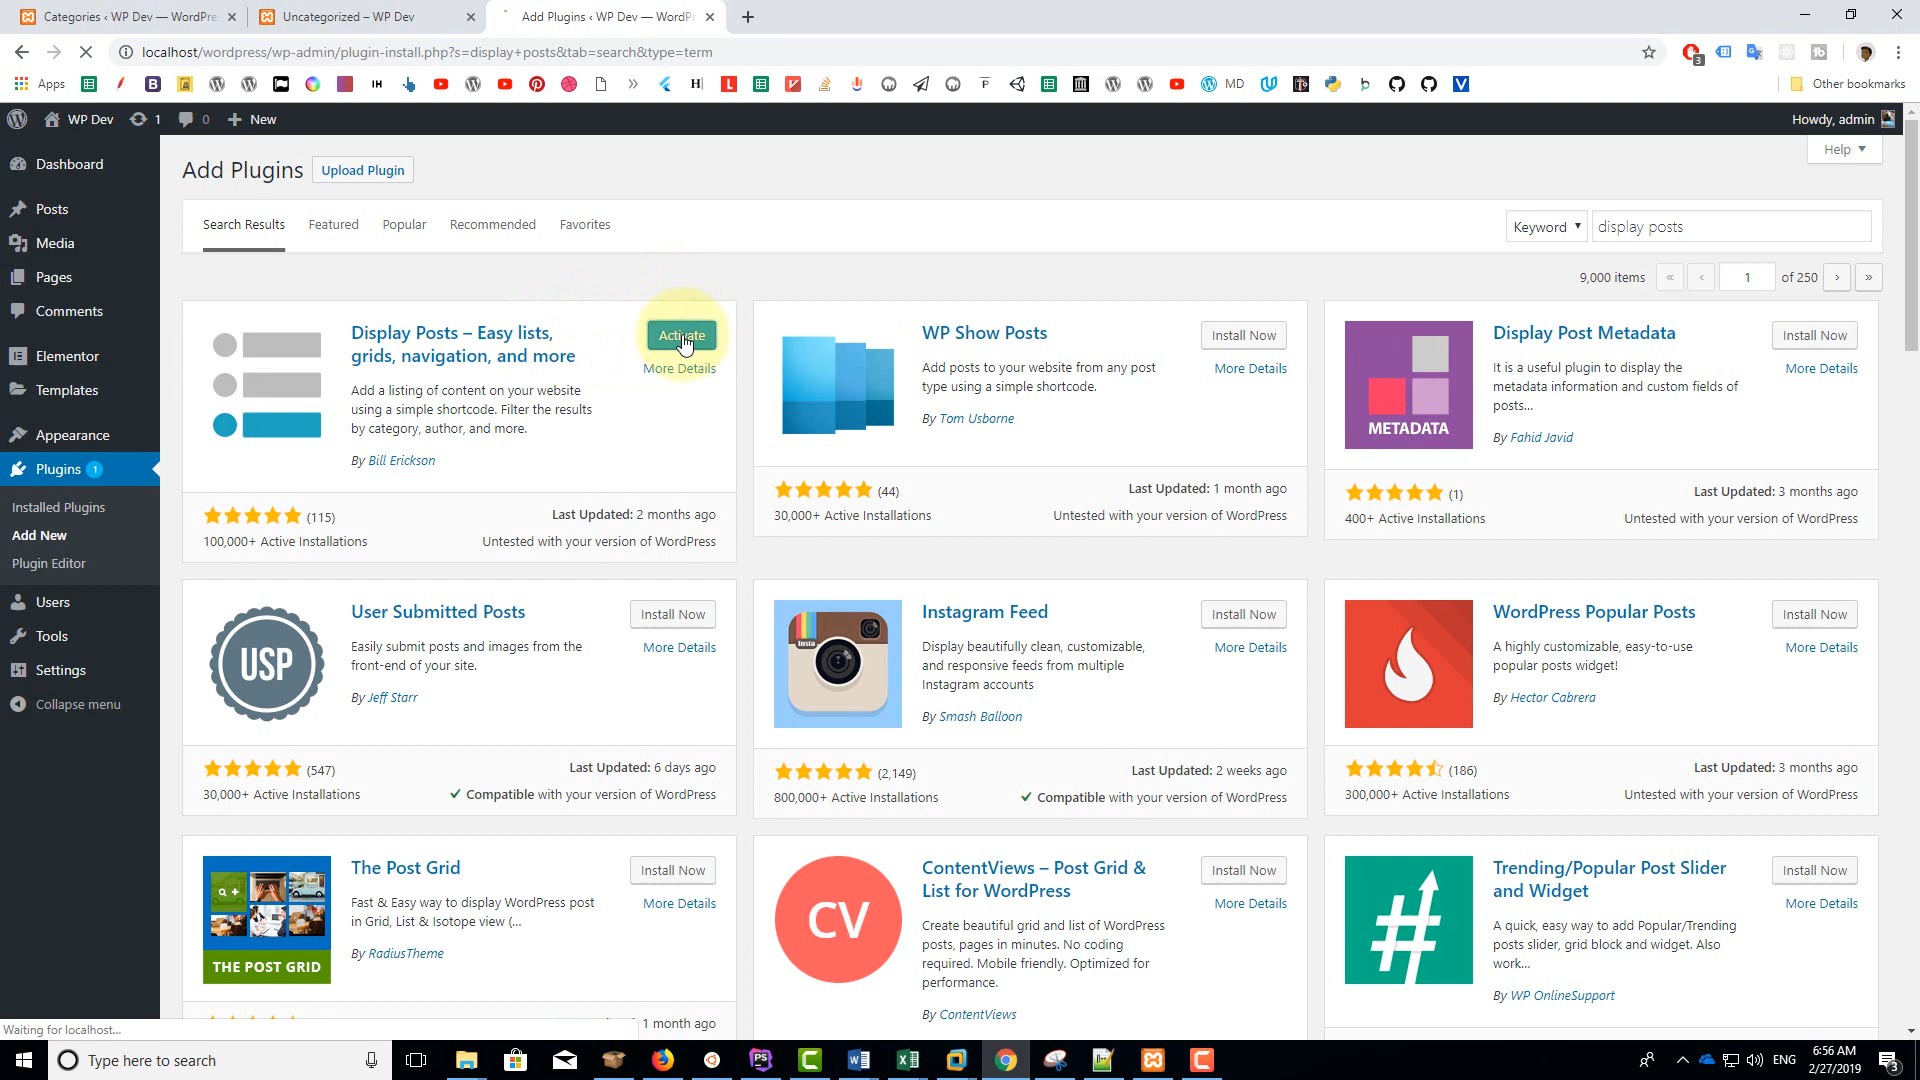 Categories ‹ WP Dev — WordPre
Uncategorized – WP Dev
Add Plugins ‹ WP Dev — WordPr
localhost/wordpress/wp-admin/plugin-install.php?s=display+posts&tab=search&type=term
3
Apps
IH
MD
Other bookmarks
WP Dev
1
0
New
Howdy, admin
Dashboard
Posts
Media
Pages
Comments
Elementor
Templates
Appearance
Plugins 1
Installed Plugins
Add New
Plugin Editor
Users
Tools
Settings
Collapse menu
Help
Add Plugins
Upload Plugin
Search Results
Featured
Popular
Recommended
Favorites
Keyword
display posts
9,000 items « ‹ 1 of 250 › »
Display Posts – Easy lists,
grids, navigation, and more
Activate
More Details
Add a listing of content on your website
using a simple shortcode. Filter the results
by category, author, and more.
By Bill Erickson
(115)
100,000+ Active Installations
Last Updated: 2 months ago
Untested with your version of WordPress
WP Show Posts
Install Now
More Details
Add posts to your website from any post
type using a simple shortcode.
By Tom Usborne
(44)
30,000+ Active Installations
Last Updated: 1 month ago
Untested with your version of WordPress
METADATA
Display Post Metadata
Install Now
More Details
It is a useful plugin to display the
metadata information and custom fields of
posts...
By Fahid Javid
(1)
400+ Active Installations
Last Updated: 3 months ago
Untested with your version of WordPress
USP
User Submitted Posts
Install Now
More Details
Easily submit posts and images from the
front-end of your site.
By Jeff Starr
(547)
30,000+ Active Installations
Last Updated: 6 days ago
Compatible with your version of WordPress
Insta
Instagram Feed
Install Now
More Details
Display beautifully clean, customizable,
and responsive feeds from multiple
Instagram accounts
By Smash Balloon
(2,149)
800,000+ Active Installations
Last Updated: 2 weeks ago
Compatible with your version of WordPress
WordPress Popular Posts
Install Now
More Details
A highly customizable, easy-to-use
popular posts widget!
By Hector Cabrera
(186)
300,000+ Active Installations
Last Updated: 3 months ago
Untested with your version of WordPress
THE POST GRID
The Post Grid
Install Now
More Details
Fast & Easy way to display WordPress post
in Grid, List & Isotope view (...
By RadiusTheme
1 month ago
CV
ContentViews – Post Grid &
List for WordPress
Install Now
More Details
Create beautiful grid and list of WordPress
posts, pages in minutes. No coding
required. Mobile friendly. Optimized for
performance.
By ContentViews
Trending/Popular Post Slider
and Widget
Install Now
More Details
A quick, easy way to add Popular/Trending
posts slider, grid block and widget. Also
work...
By WP OnlineSupport
Waiting for localhost...
Type here to search
PS
ENG
6:56 AM
2/27/2019
3